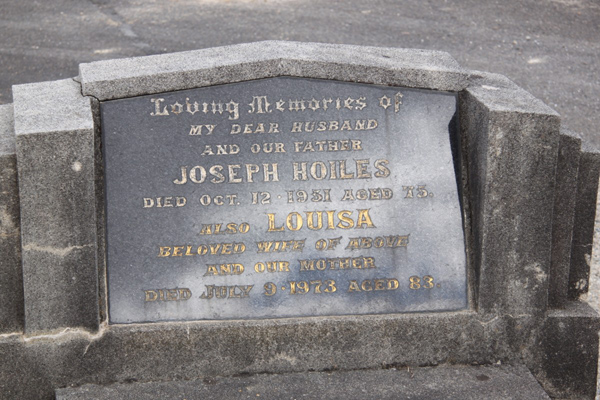 Loving Memories of
MY DEAR HUSBAND
AND OUR FATHER
JOSEPH HOILES
DIED OCT. 12 · 1951 AGED 75.
ALSO LOUISA
BELOVED WIFE OF ABOVE
AND OUR MOTHER
DIED JULY 9 · 1973 AGED 83.